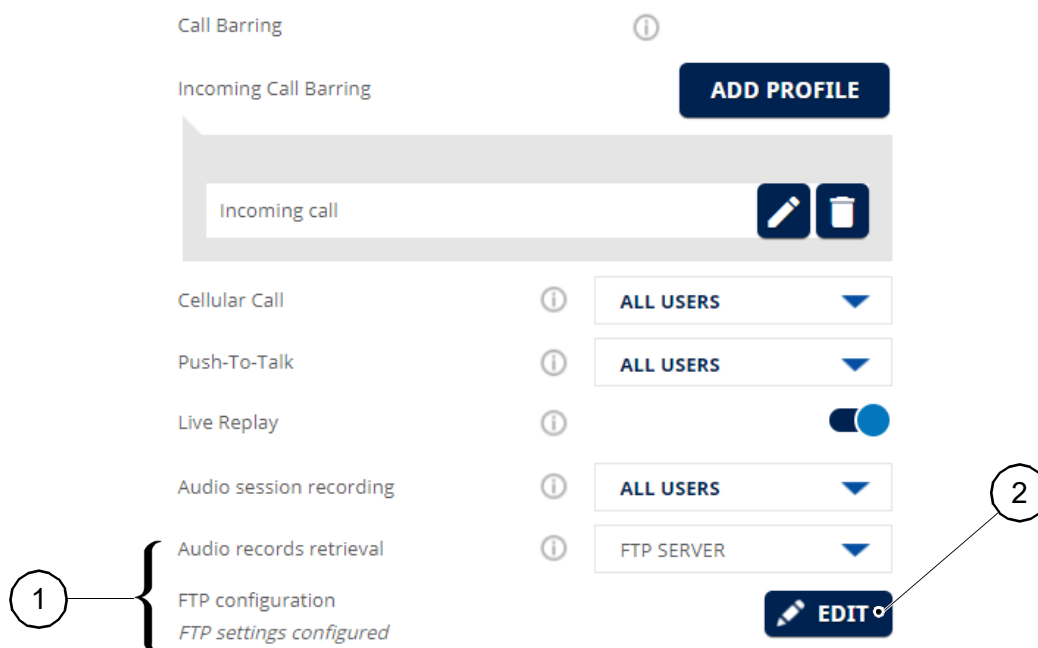 Call Barring
Incoming Call Barring
ADD PROFILE
Incoming call
Cellular Call
ALL USERS
Push-To-Talk
ALL USERS
Live Replay
Audio session recording
ALL USERS
2
Audio records retrieval
FTP SERVER
1
FTP configuration
EDIT
FTP settings configured